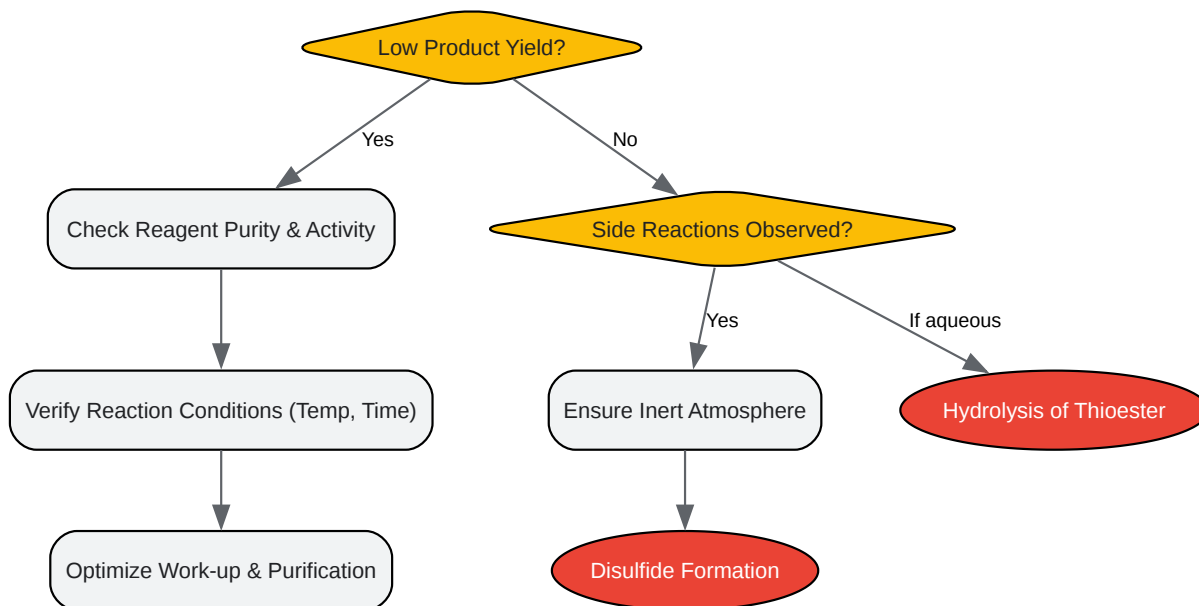 Low Product Yield?
Yes
No
Check Reagent Purity & Activity
Side Reactions Observed?
Yes
If aqueous
Verify Reaction Conditions (Temp, Time)
Ensure Inert Atmosphere
Hydrolysis of Thioester
Optimize Work-up & Purification
Disulfide Formation